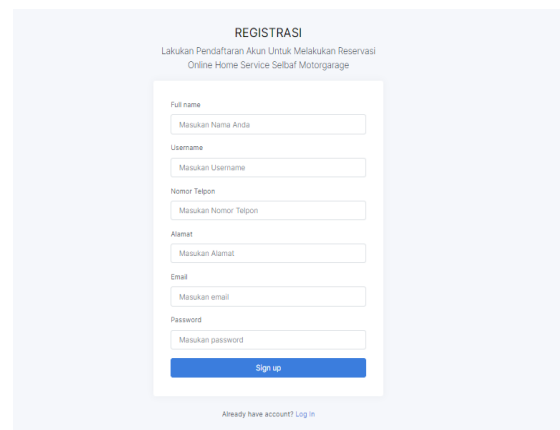 REGISTRASI
Lakukan Pendaftaran Akun Untuk Melakukan Reservasi
Online Home Service Selbaf Motorgarage
Full name
Masukan Nama Anda
Username
Masukan Username
Nomor Telpon
Masukan Nomor Telpon
Alamat
Masukan Alamat
Email
Masukan email
Password
Masukan password
Sign up
Already have account? Log In